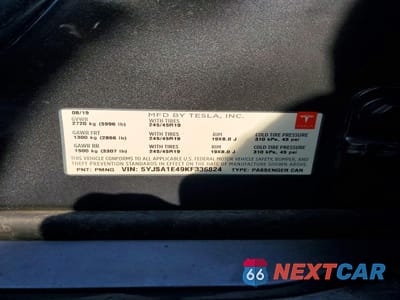 08/19 MFD BY TESLA, INC.
GVWR WITH TIRES
2720 kg (5996 lb) 245/45R19
GAWR FRT WITH TIRES RIM COLD TIRE PRESSURE
1300 kg (2866 lb) 245/45R19 19X8.0 J 310 kPa, 45 psi
GAWR RR WITH TIRES RIM COLD TIRE PRESSURE
1500 kg (3307 lb) 245/45R19 19X8.0 J 310 kPa, 45 psi
THIS VEHICLE CONFORMS TO ALL APPLICABLE U.S. FEDERAL MOTOR VEHICLE SAFETY, BUMPER, AND
THEFT PREVENTION STANDARDS IN EFFECT ON THE DATE OF MANUFACTURE SHOWN ABOVE.
PNT: PMNG VIN: 5YJSA1E49KF336824 TYPE: PASSENGER CAR
TESLA
66 NEXTCAR